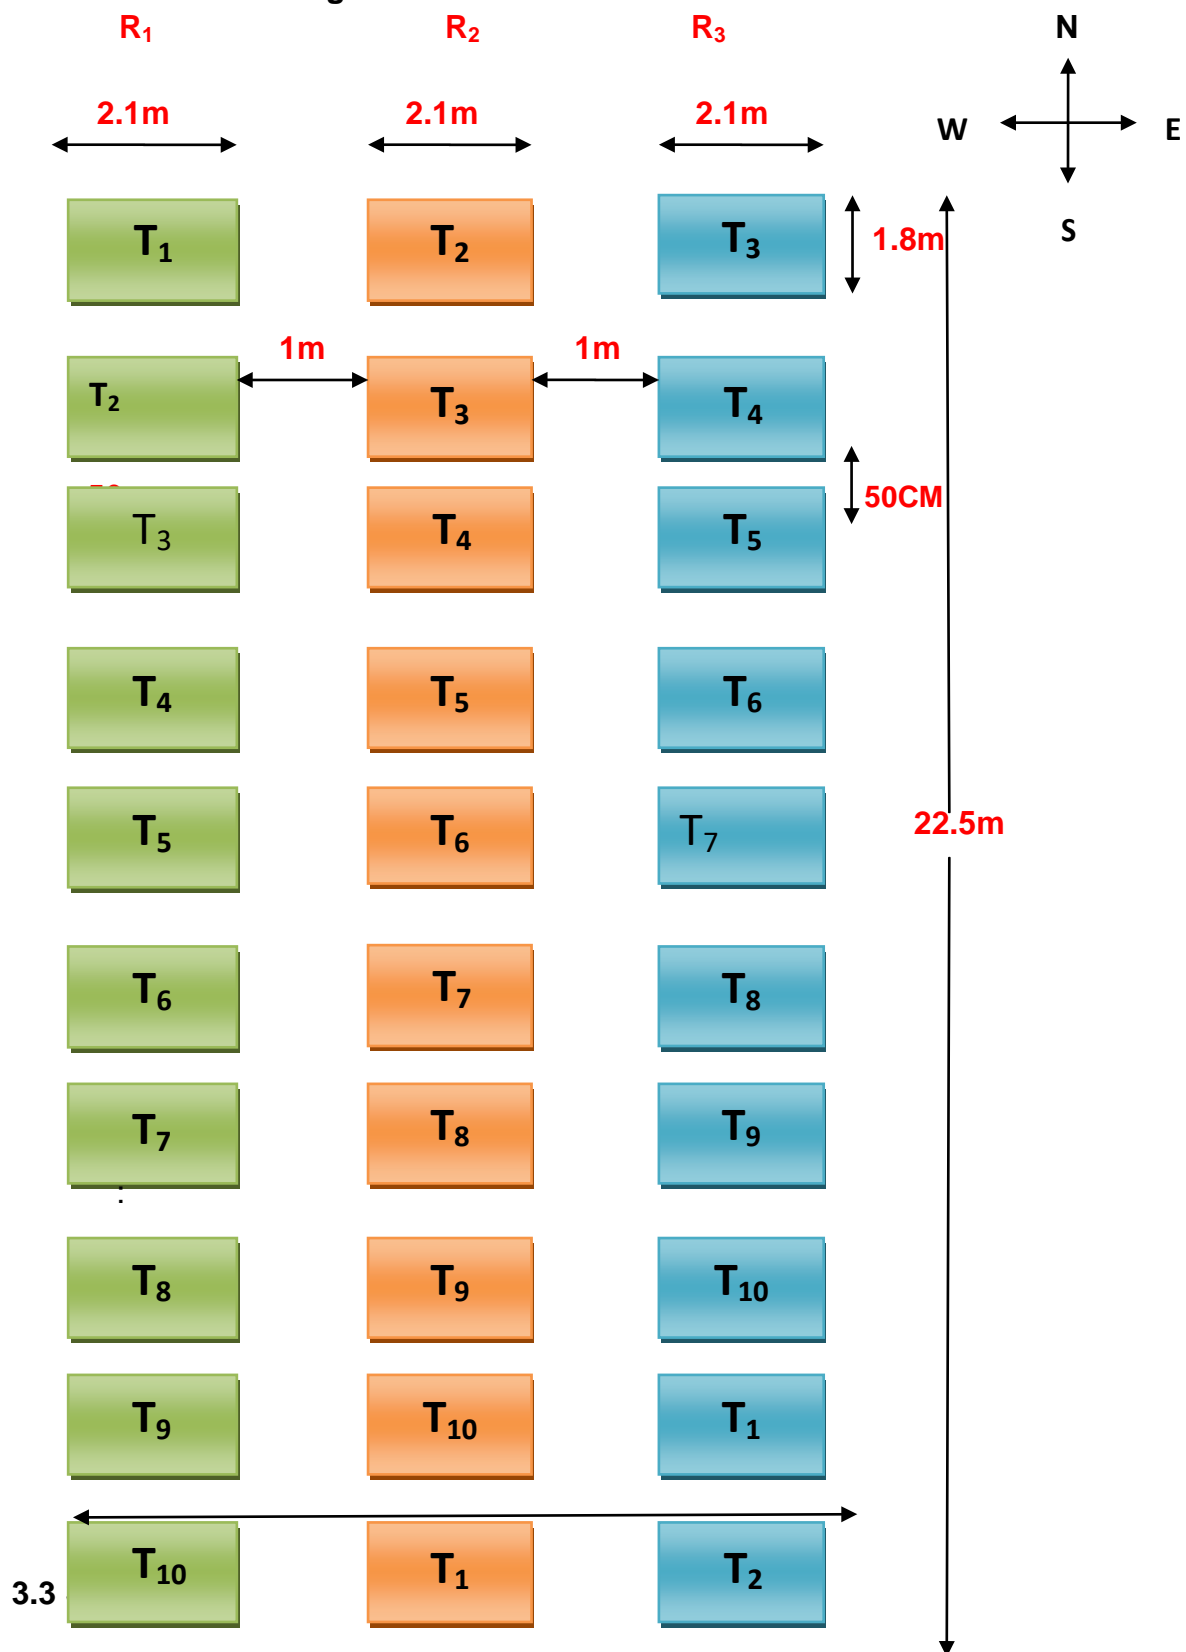 g
R1 R2 R3 N
2.1m 2.1m 2.1m
W E
S
T1 T2 T3 1.8m
1m 1m
T2 T3 T4
50CM
T3 T4 T5
T4 T5 T6
T5 T6 T7 22.5m
T6 T7 T8
T7 T8 T9
:
T8 T9 T10
T9 T10 T1
T10 T1 T2
3.3